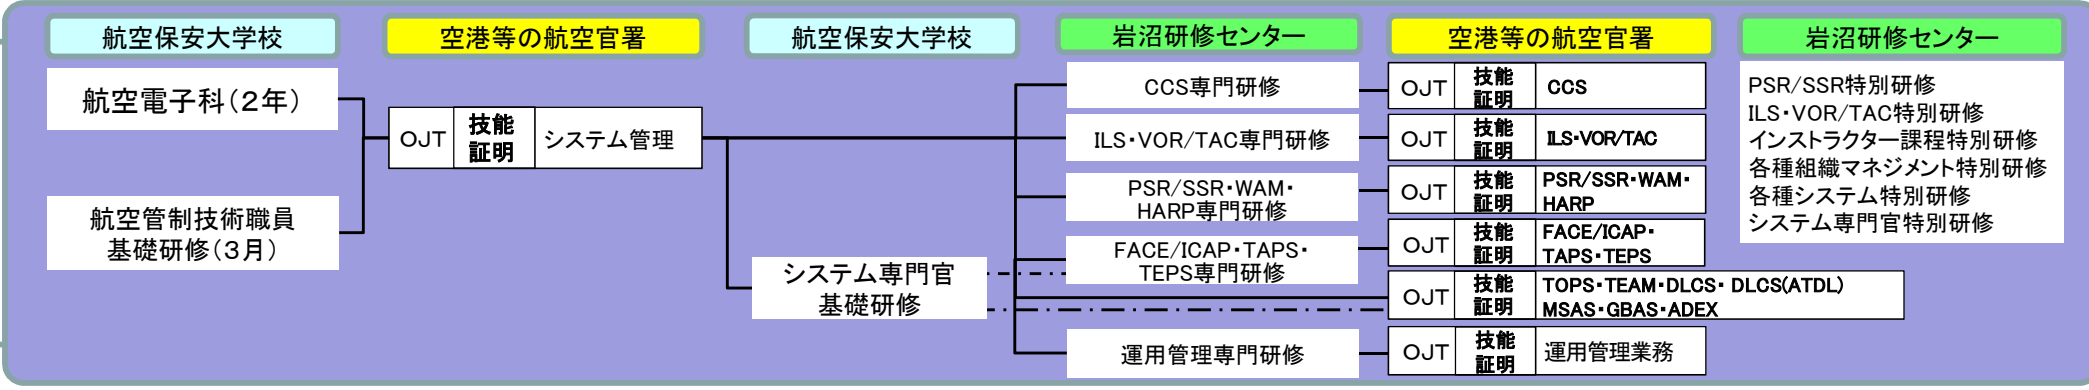 航空保安大学校
空港等の航空官署
航空保安大学校
岩沼研修センター
空港等の航空官署
岩沼研修センター
航空電子科(2年)
航空管制技術職員
基礎研修(3月)
OJT
技能
証明
システム管理
システム専門官
基礎研修
CCS専門研修
ILS・VOR/TAC専門研修
PSR/SSR・WAM・
HARP専門研修
FACE/ICAP・TAPS・
TEPS専門研修
運用管理専門研修
OJT
技能
証明
CCS
OJT
技能
証明
ILS・VOR/TAC
OJT
技能
証明
PSR/SSR・WAM・
HARP
OJT
技能
証明
FACE/ICAP・
TAPS・TEPS
OJT
技能
証明
TOPS・TEAM・DLCS・ DLCS(ATDL)
MSAS・GBAS・ADEX
OJT
技能
証明
運用管理業務
PSR/SSR特別研修
ILS・VOR/TAC特別研修
インストラクター課程特別研修
各種組織マネジメント特別研修
各種システム特別研修
システム専門官特別研修